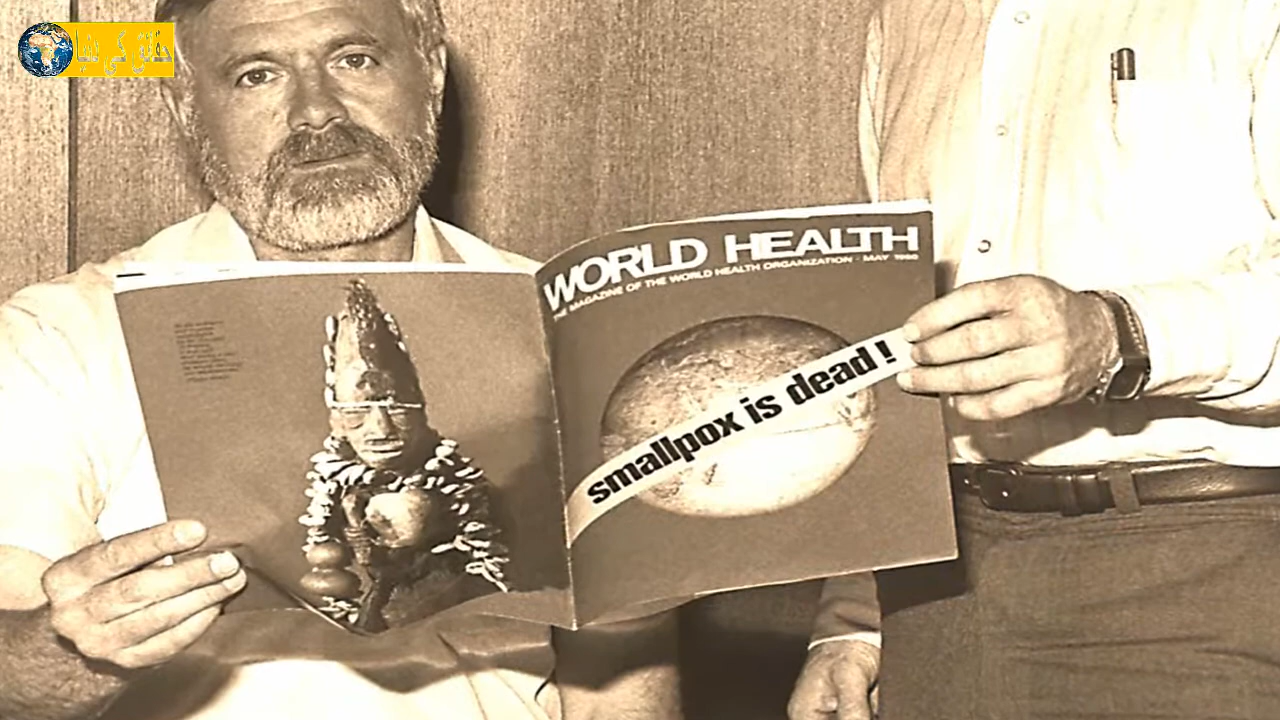 حقائق کی دنیا
WORLD HEALTH
THE MAGAZINE OF THE WORLD HEALTH ORGANIZATION · MAY 1980
smallpox is dead!